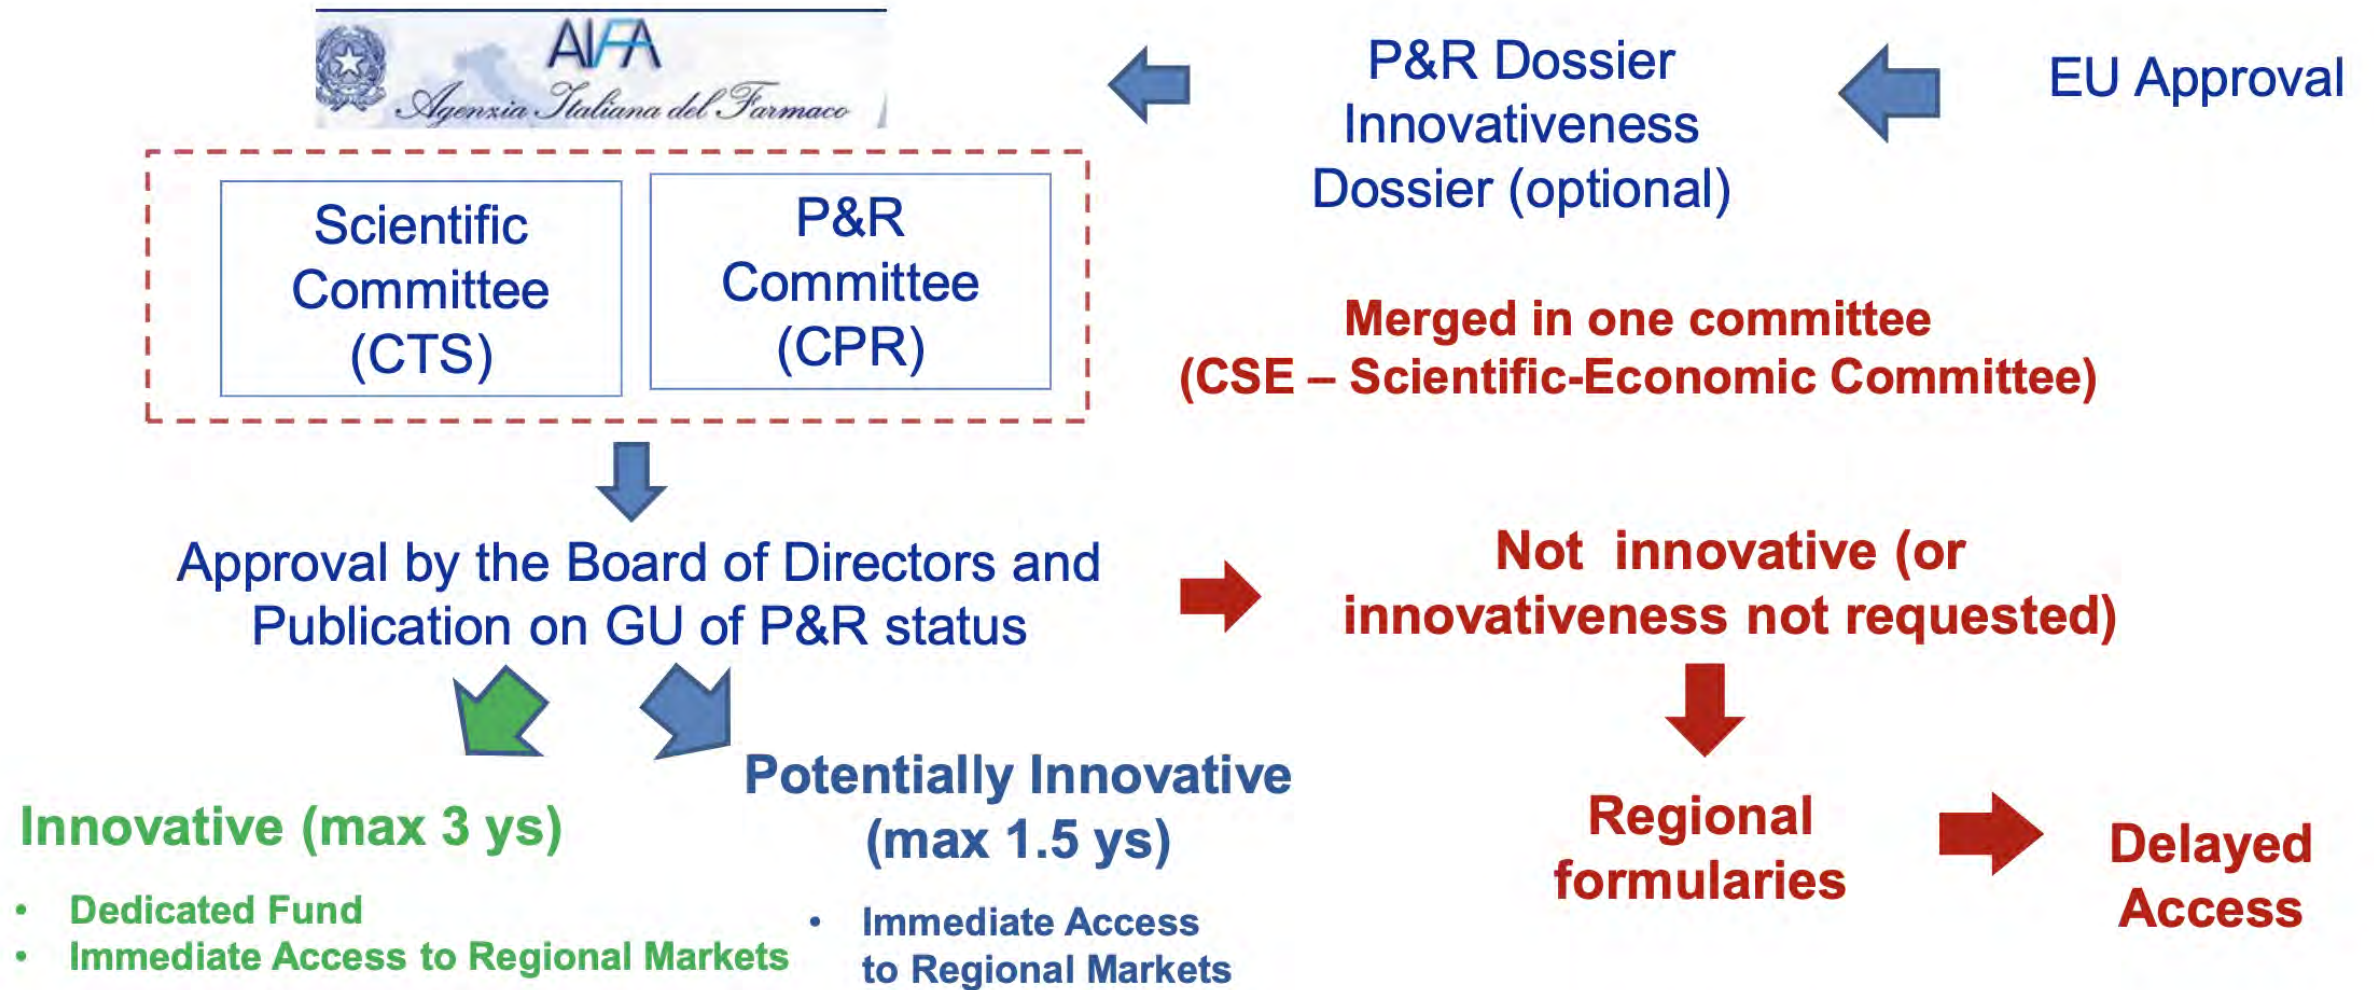 AIFA
Agenzia Italiana del Farmaco
P&R Dossier
Innovativeness
Dossier (optional)
EU Approval
Scientific
Committee
(CTS)
P&R
Committee
(CPR)
Merged in one committee
(CSE – Scientific-Economic Committee)
Approval by the Board of Directors and
Publication on GU of P&R status
Not  innovative (or
innovativeness not requested)
Innovative (max 3 ys)
• Dedicated Fund
• Immediate Access to Regional Markets
Potentially Innovative
(max 1.5 ys)
• Immediate Access
to Regional Markets
Regional
formularies
Delayed
Access